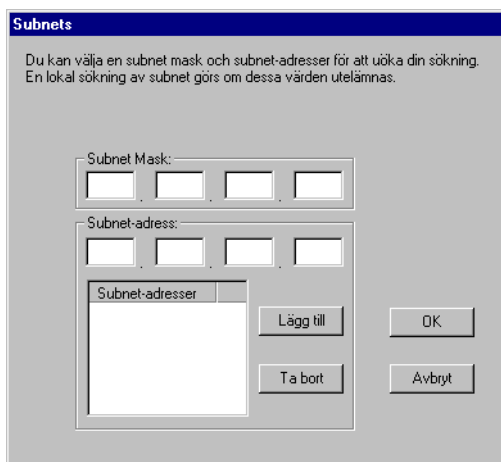 Subnets
Du kan välja en subnet mask och subnet-adresser för att uöka din sökning.
En lokal sökning av subnet görs om dessa värden utelämnas.
Subnet Mask:
. . .
Subnet-adress:
. . .
Subnet-adresser
Lägg till
OK
Ta bort
Avbryt